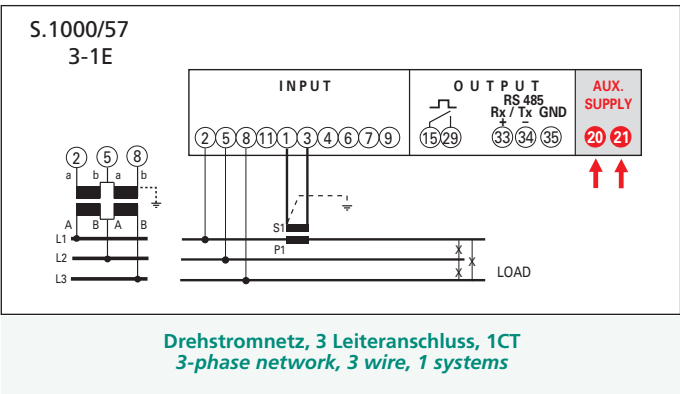 S.1000/57
3-1E
INPUT
OUTPUT
RS 485
Rx / Tx GND
+ −
AUX.
SUPPLY
2 5 8 11 1 3 4 6 7 9
15 29
33 34 35
20 21
2 5 8
a b a b
A B A B
L1
L2
L3
S1
P1
LOAD
Drehstromnetz, 3 Leiteranschluss, 1CT
3-phase network, 3 wire, 1 systems